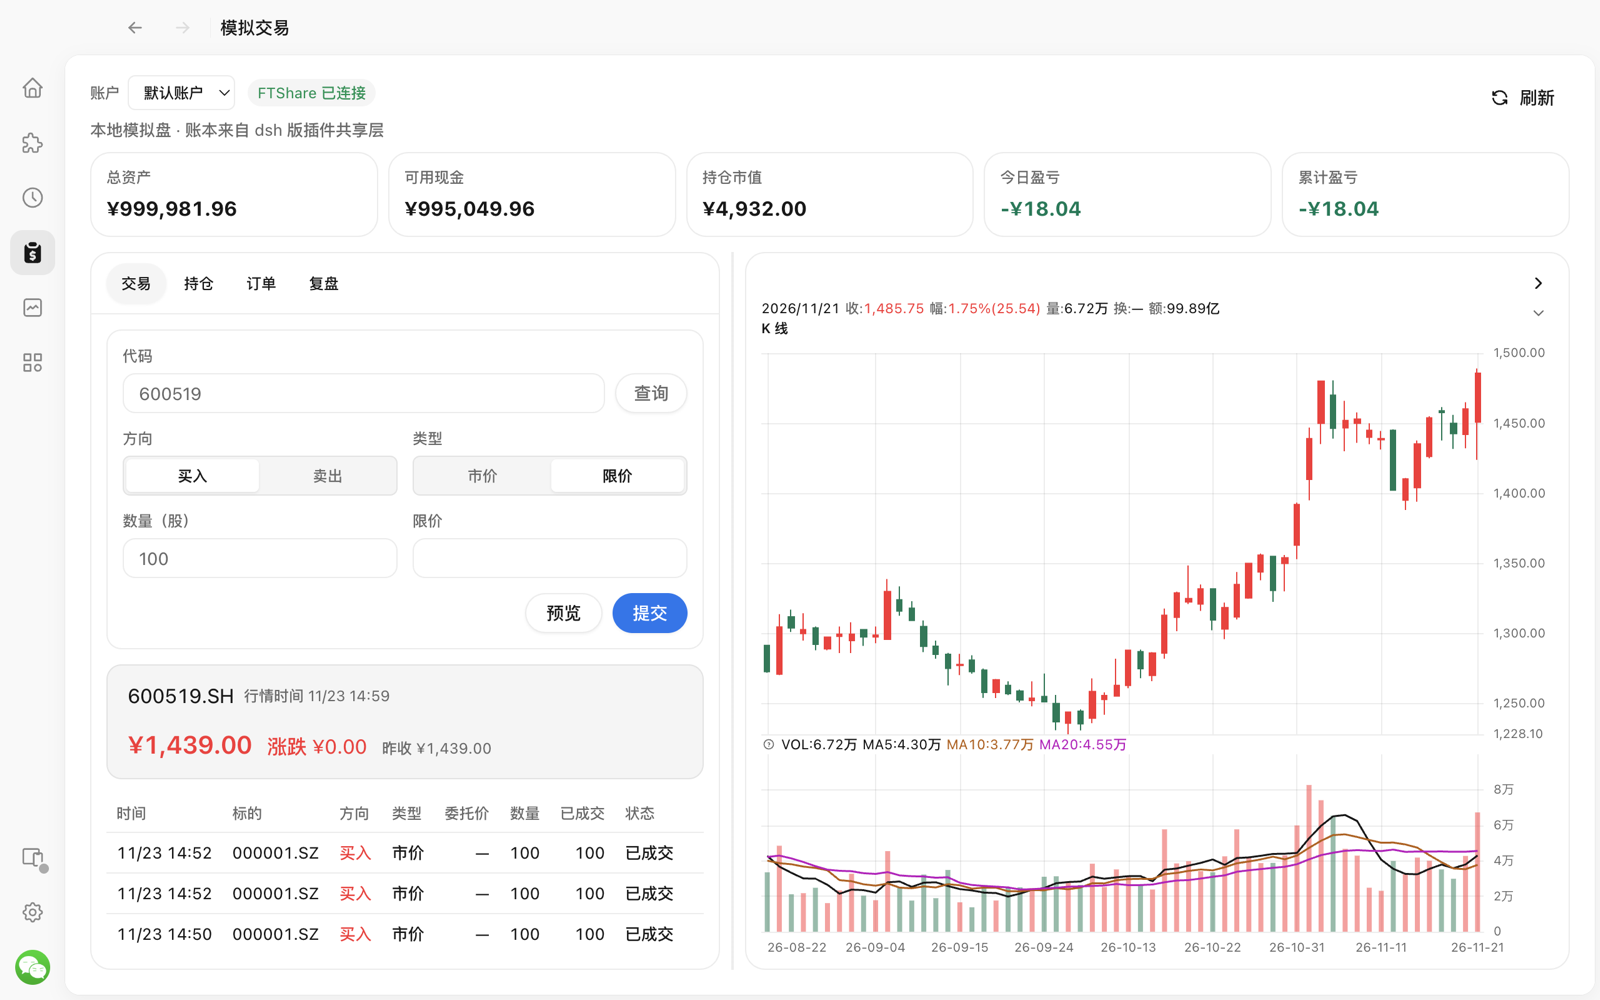 模拟交易
账户 默认账户 FTShare 已连接
刷新
本地模拟盘 · 账本来自 dsh 版插件共享层
总资产
¥999,981.96
可用现金
¥995,049.96
持仓市值
¥4,932.00
今日盈亏
-¥18.04
累计盈亏
-¥18.04
交易 持仓 订单 复盘
代码
600519 查询
方向 类型
买入 卖出 市价 限价
数量（股） 限价
100
预览 提交
600519.SH 行情时间 11/23 14:59
¥1,439.00 涨跌 ¥0.00 昨收 ¥1,439.00
时间 标的 方向 类型 委托价 数量 已成交 状态
11/23 14:52 000001.SZ 买入 市价 — 100 100 已成交
11/23 14:52 000001.SZ 买入 市价 — 100 100 已成交
11/23 14:50 000001.SZ 买入 市价 — 100 100 已成交
2026/11/21 收:1,485.75 幅:1.75%(25.54) 量:6.72万 换:— 额:99.89亿
K 线
1,500.00
1,450.00
1,400.00
1,350.00
1,300.00
1,250.00
1,228.10
VOL:6.72万 MA5:4.30万 MA10:3.77万 MA20:4.55万
8万
6万
4万
2万
0
26-08-22 26-09-04 26-09-15 26-09-24 26-10-13 26-10-22 26-10-31 26-11-11 26-11-21